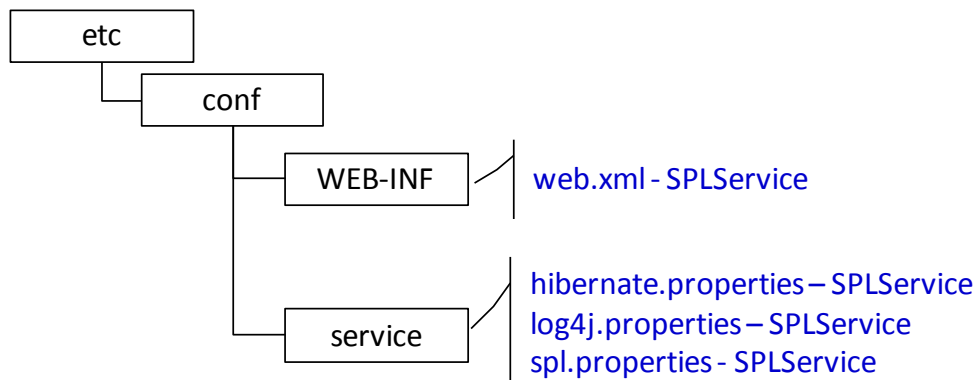 etc
conf
WEB-INF
web.xml - SPLService
hibernate.properties – SPLService
log4j.properties – SPLService
service
spl.properties - SPLService